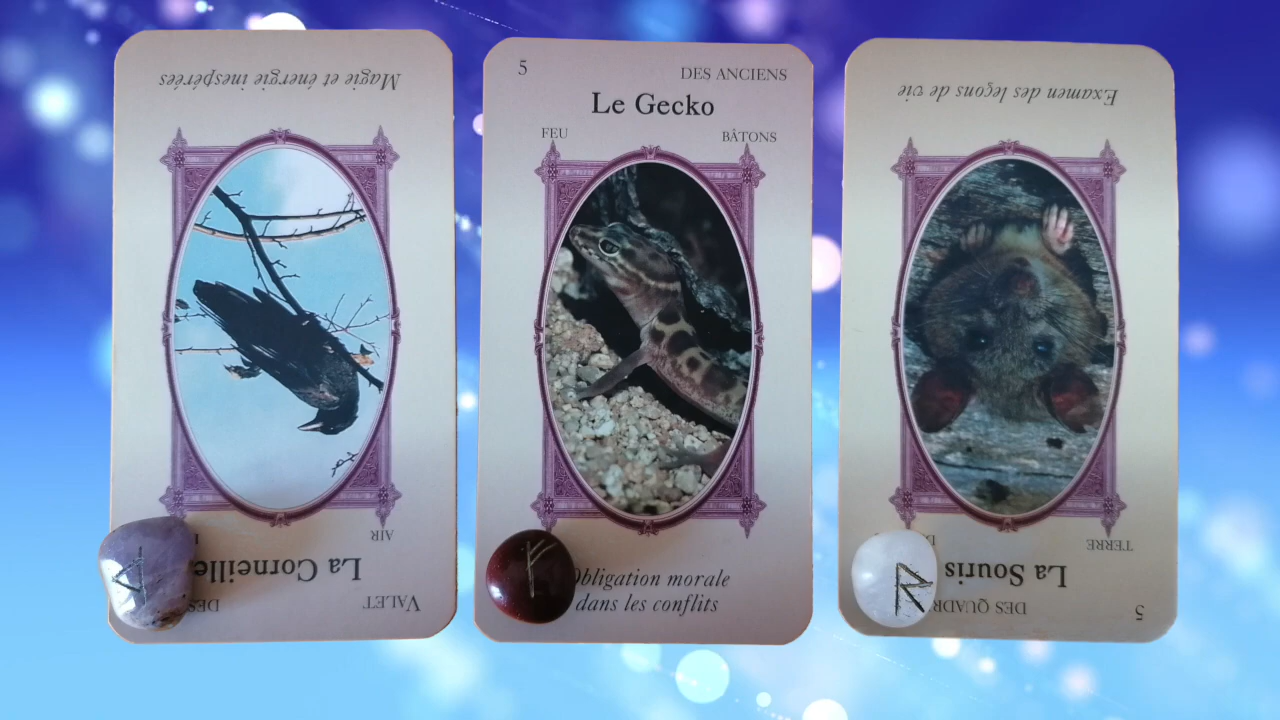 VALET DES
La Corneille
AIR
Magie et énergie inespérées
5 DES ANCIENS
Le Gecko
FEU BÂTONS
Obligation morale
dans les conflits
ᚠ
5 DES
La Souris
TERRE
Examen des leçons de vie
ᚱ